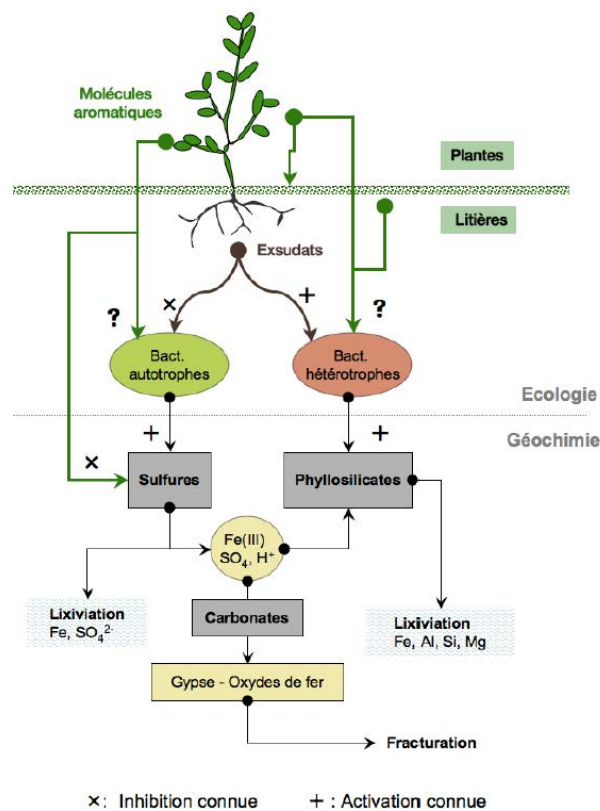 Molécules
aromatiques
Plantes
Litières
Exsudats
× +
? ?
Bact.
autotrophes
Bact.
hétérotrophes
Ecologie
Géochimie
+ +
×
Sulfures
Phyllosilicates
Fe(III)
SO₄, H⁺
Lixiviation
Fe, SO₄²⁻
Carbonates
Lixiviation
Fe, Al, Si, Mg
Gypse - Oxydes de fer
Fracturation
×: Inhibition connue + : Activation connue